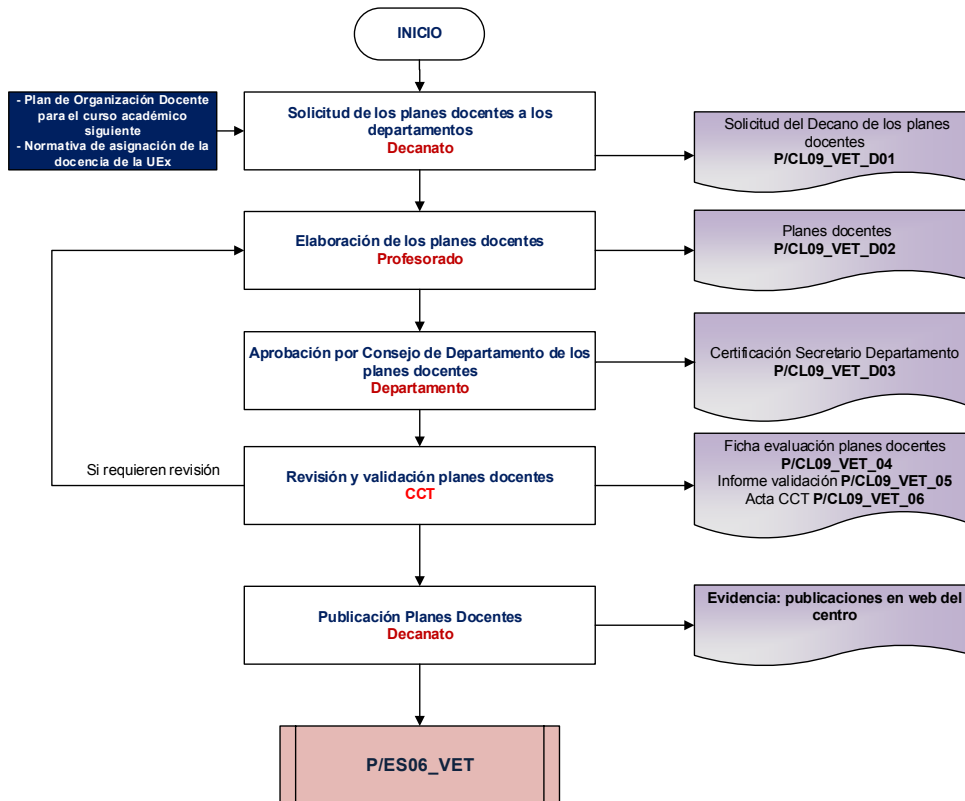 INICIO
- Plan de Organización Docente
para el curso académico
siguiente
- Normativa de asignación de la
docencia de la UEx
Solicitud de los planes docentes a los
departamentos
Decanato
Solicitud del Decano de los planes
docentes
P/CL09_VET_D01
Elaboración de los planes docentes
Profesorado
Planes docentes
P/CL09_VET_D02
Aprobación por Consejo de Departamento de los
planes docentes
Departamento
Certificación Secretario Departamento
P/CL09_VET_D03
Si requieren revisión
Revisión y validación planes docentes
CCT
Ficha evaluación planes docentes
P/CL09_VET_04
Informe validación P/CL09_VET_05
Acta CCT P/CL09_VET_06
Publicación Planes Docentes
Decanato
Evidencia: publicaciones en web del
centro
P/ES06_VET